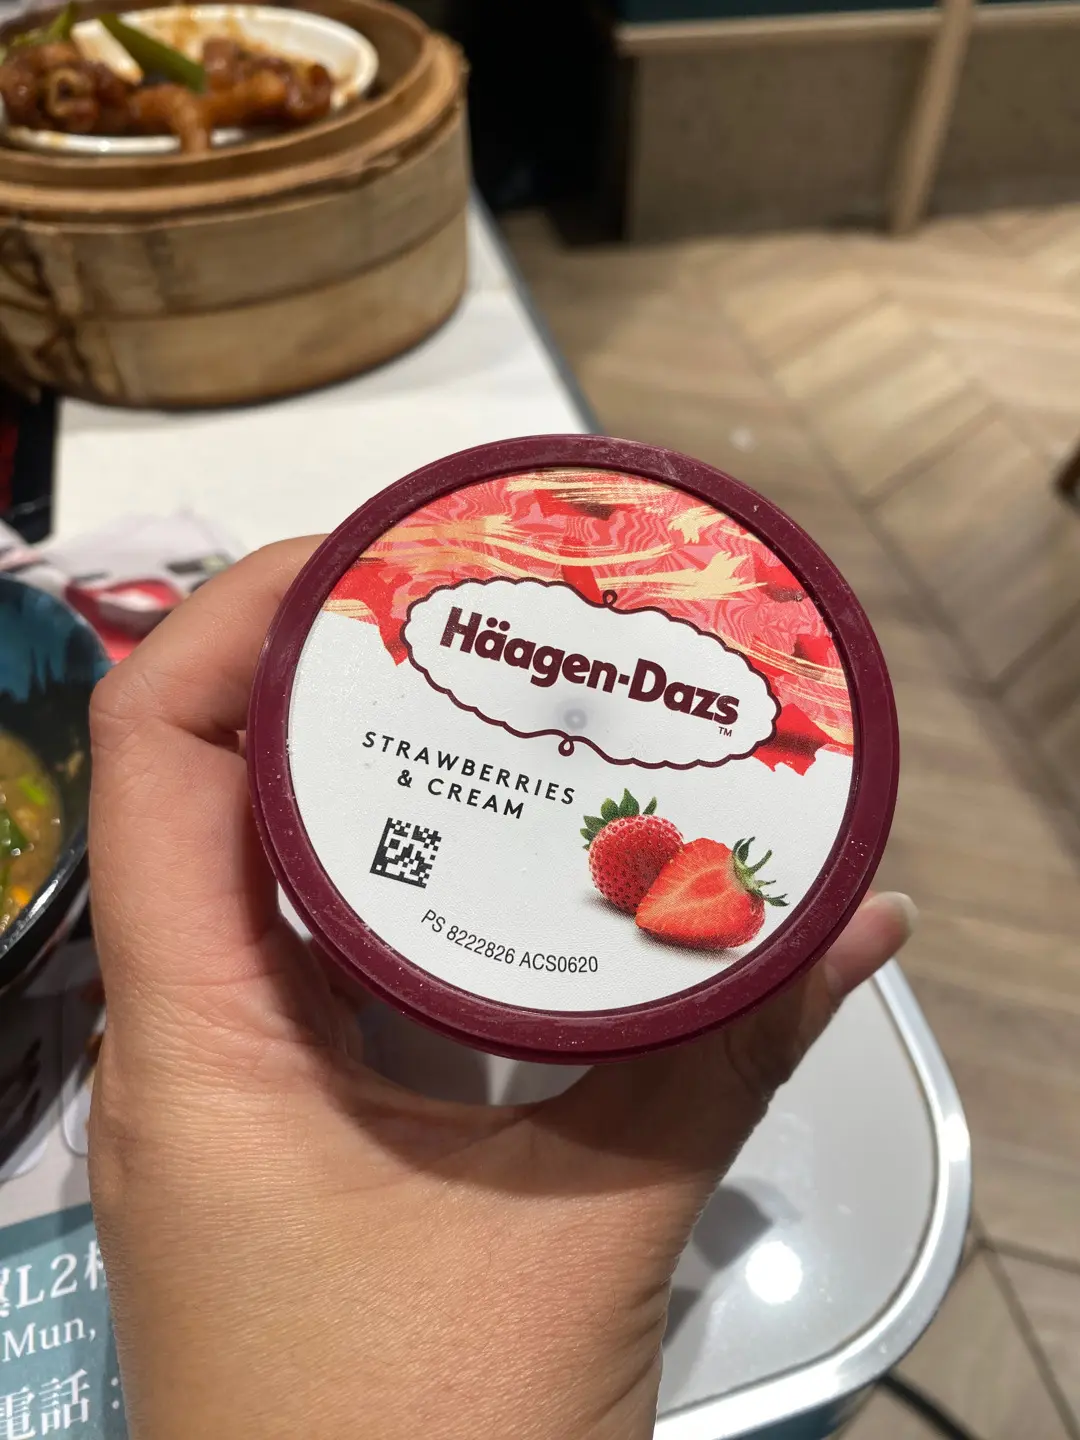 Häagen-Dazs
TM
STRAWBERRIES
& CREAM
PS 8222826 ACS0620
L2
Mun,
電話：